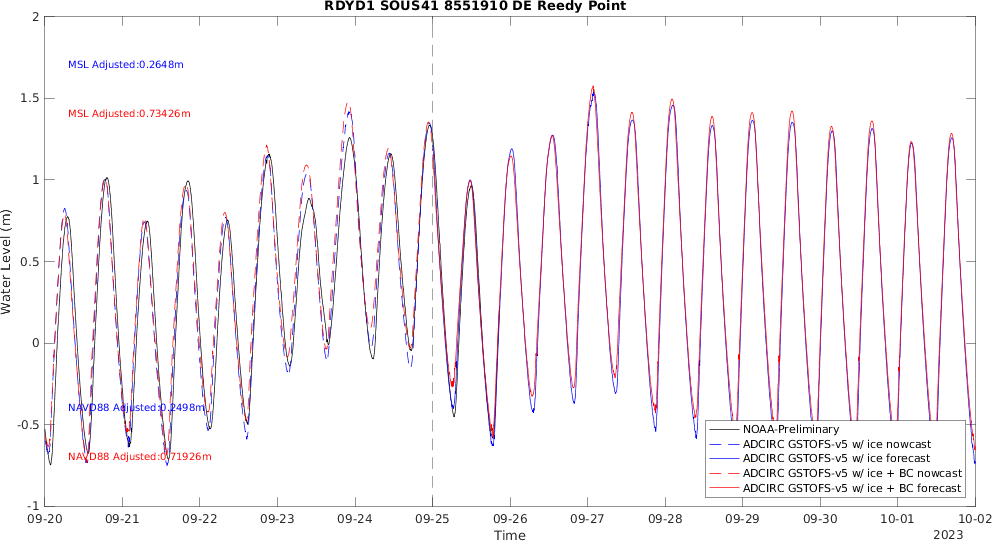 RDYD1 SOUS41 8551910 DE Reedy Point
2
1.5
1
0.5
0
-0.5
-1
Water Level (m)
MSL Adjusted:0.2648m
MSL Adjusted:0.73426m
NAVD88 Adjusted:0.2498m
NAVD88 Adjusted:0.71926m
NOAA-Preliminary
ADCIRC GSTOFS-v5 w/ ice nowcast
ADCIRC GSTOFS-v5 w/ ice forecast
ADCIRC GSTOFS-v5 w/ ice + BC nowcast
ADCIRC GSTOFS-v5 w/ ice + BC forecast
09-20 09-21 09-22 09-23 09-24 09-25 09-26 09-27 09-28 09-29 09-30 10-01 10-02
Time
2023